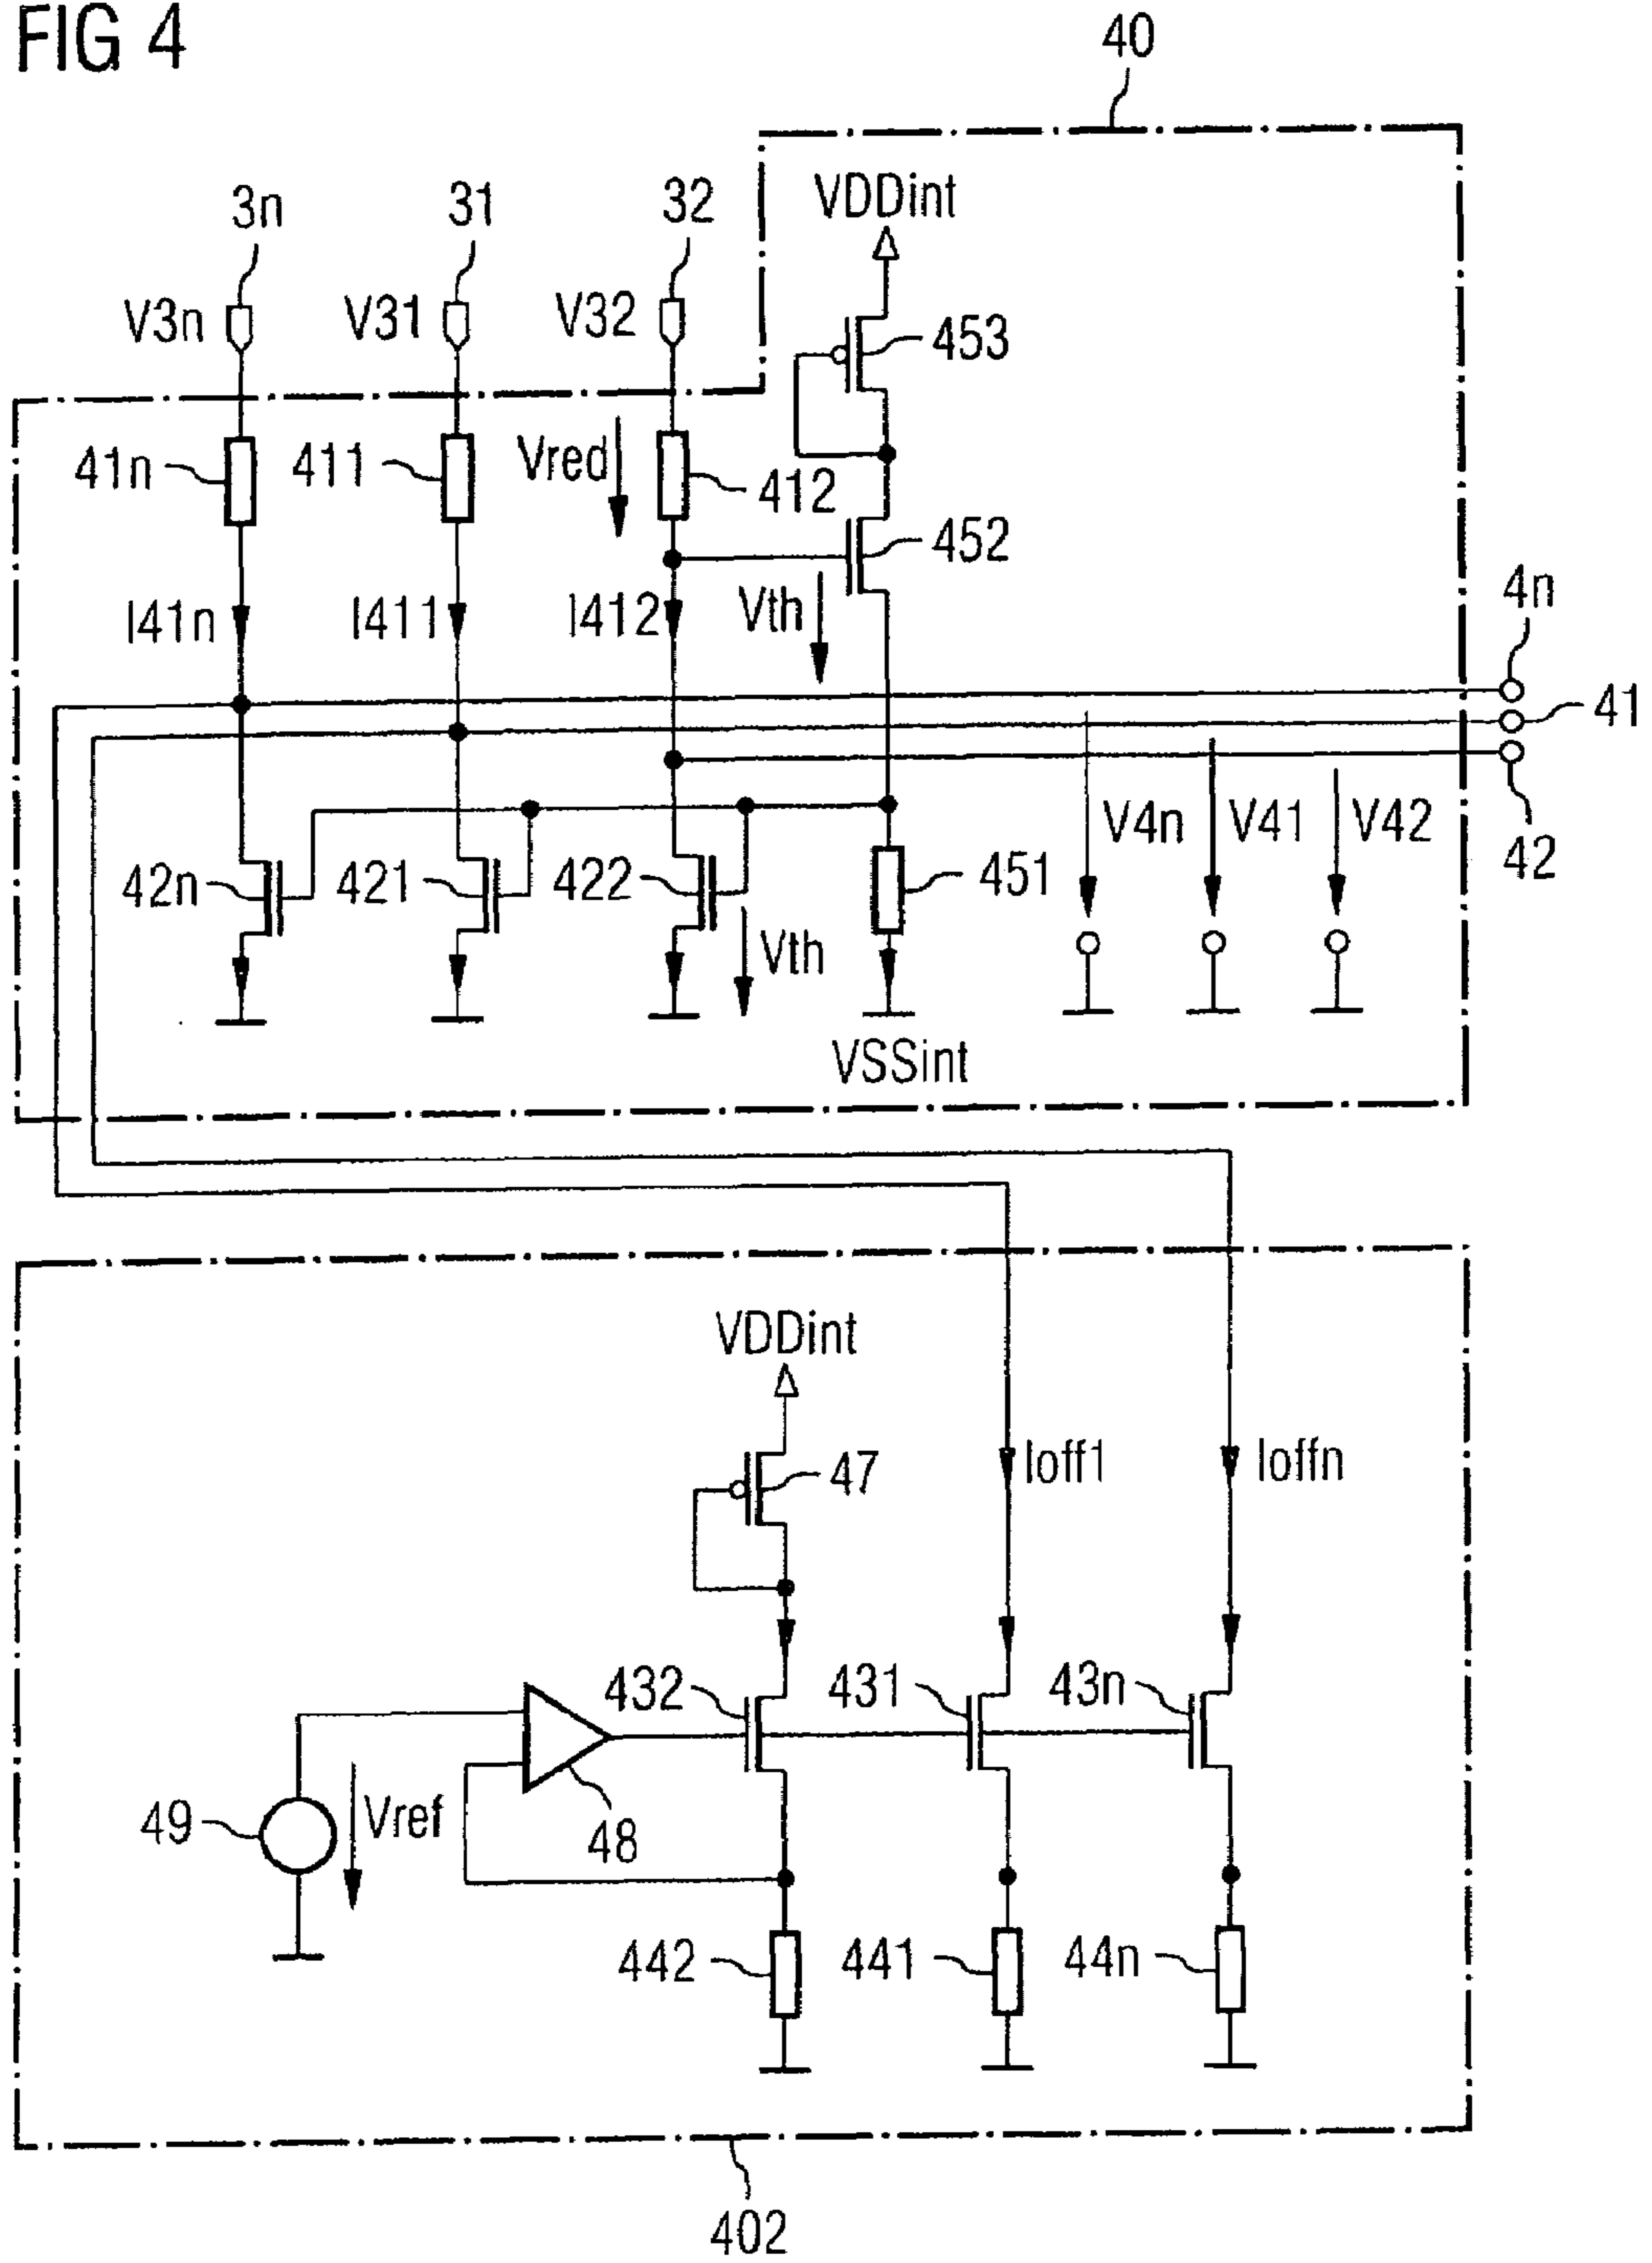 FIG 4
40
3n
31
32
VDDint
V3n
V31
V32
453
41n
411
Vred
412
452
4n
I41n
I411
I412
Vth
41
V4n
V41
V42
42
42n
421
422
451
Vth
VSSint
VDDint
47
Ioff1
Ioffn
432
431
43n
49
Vref
48
442
441
44n
402